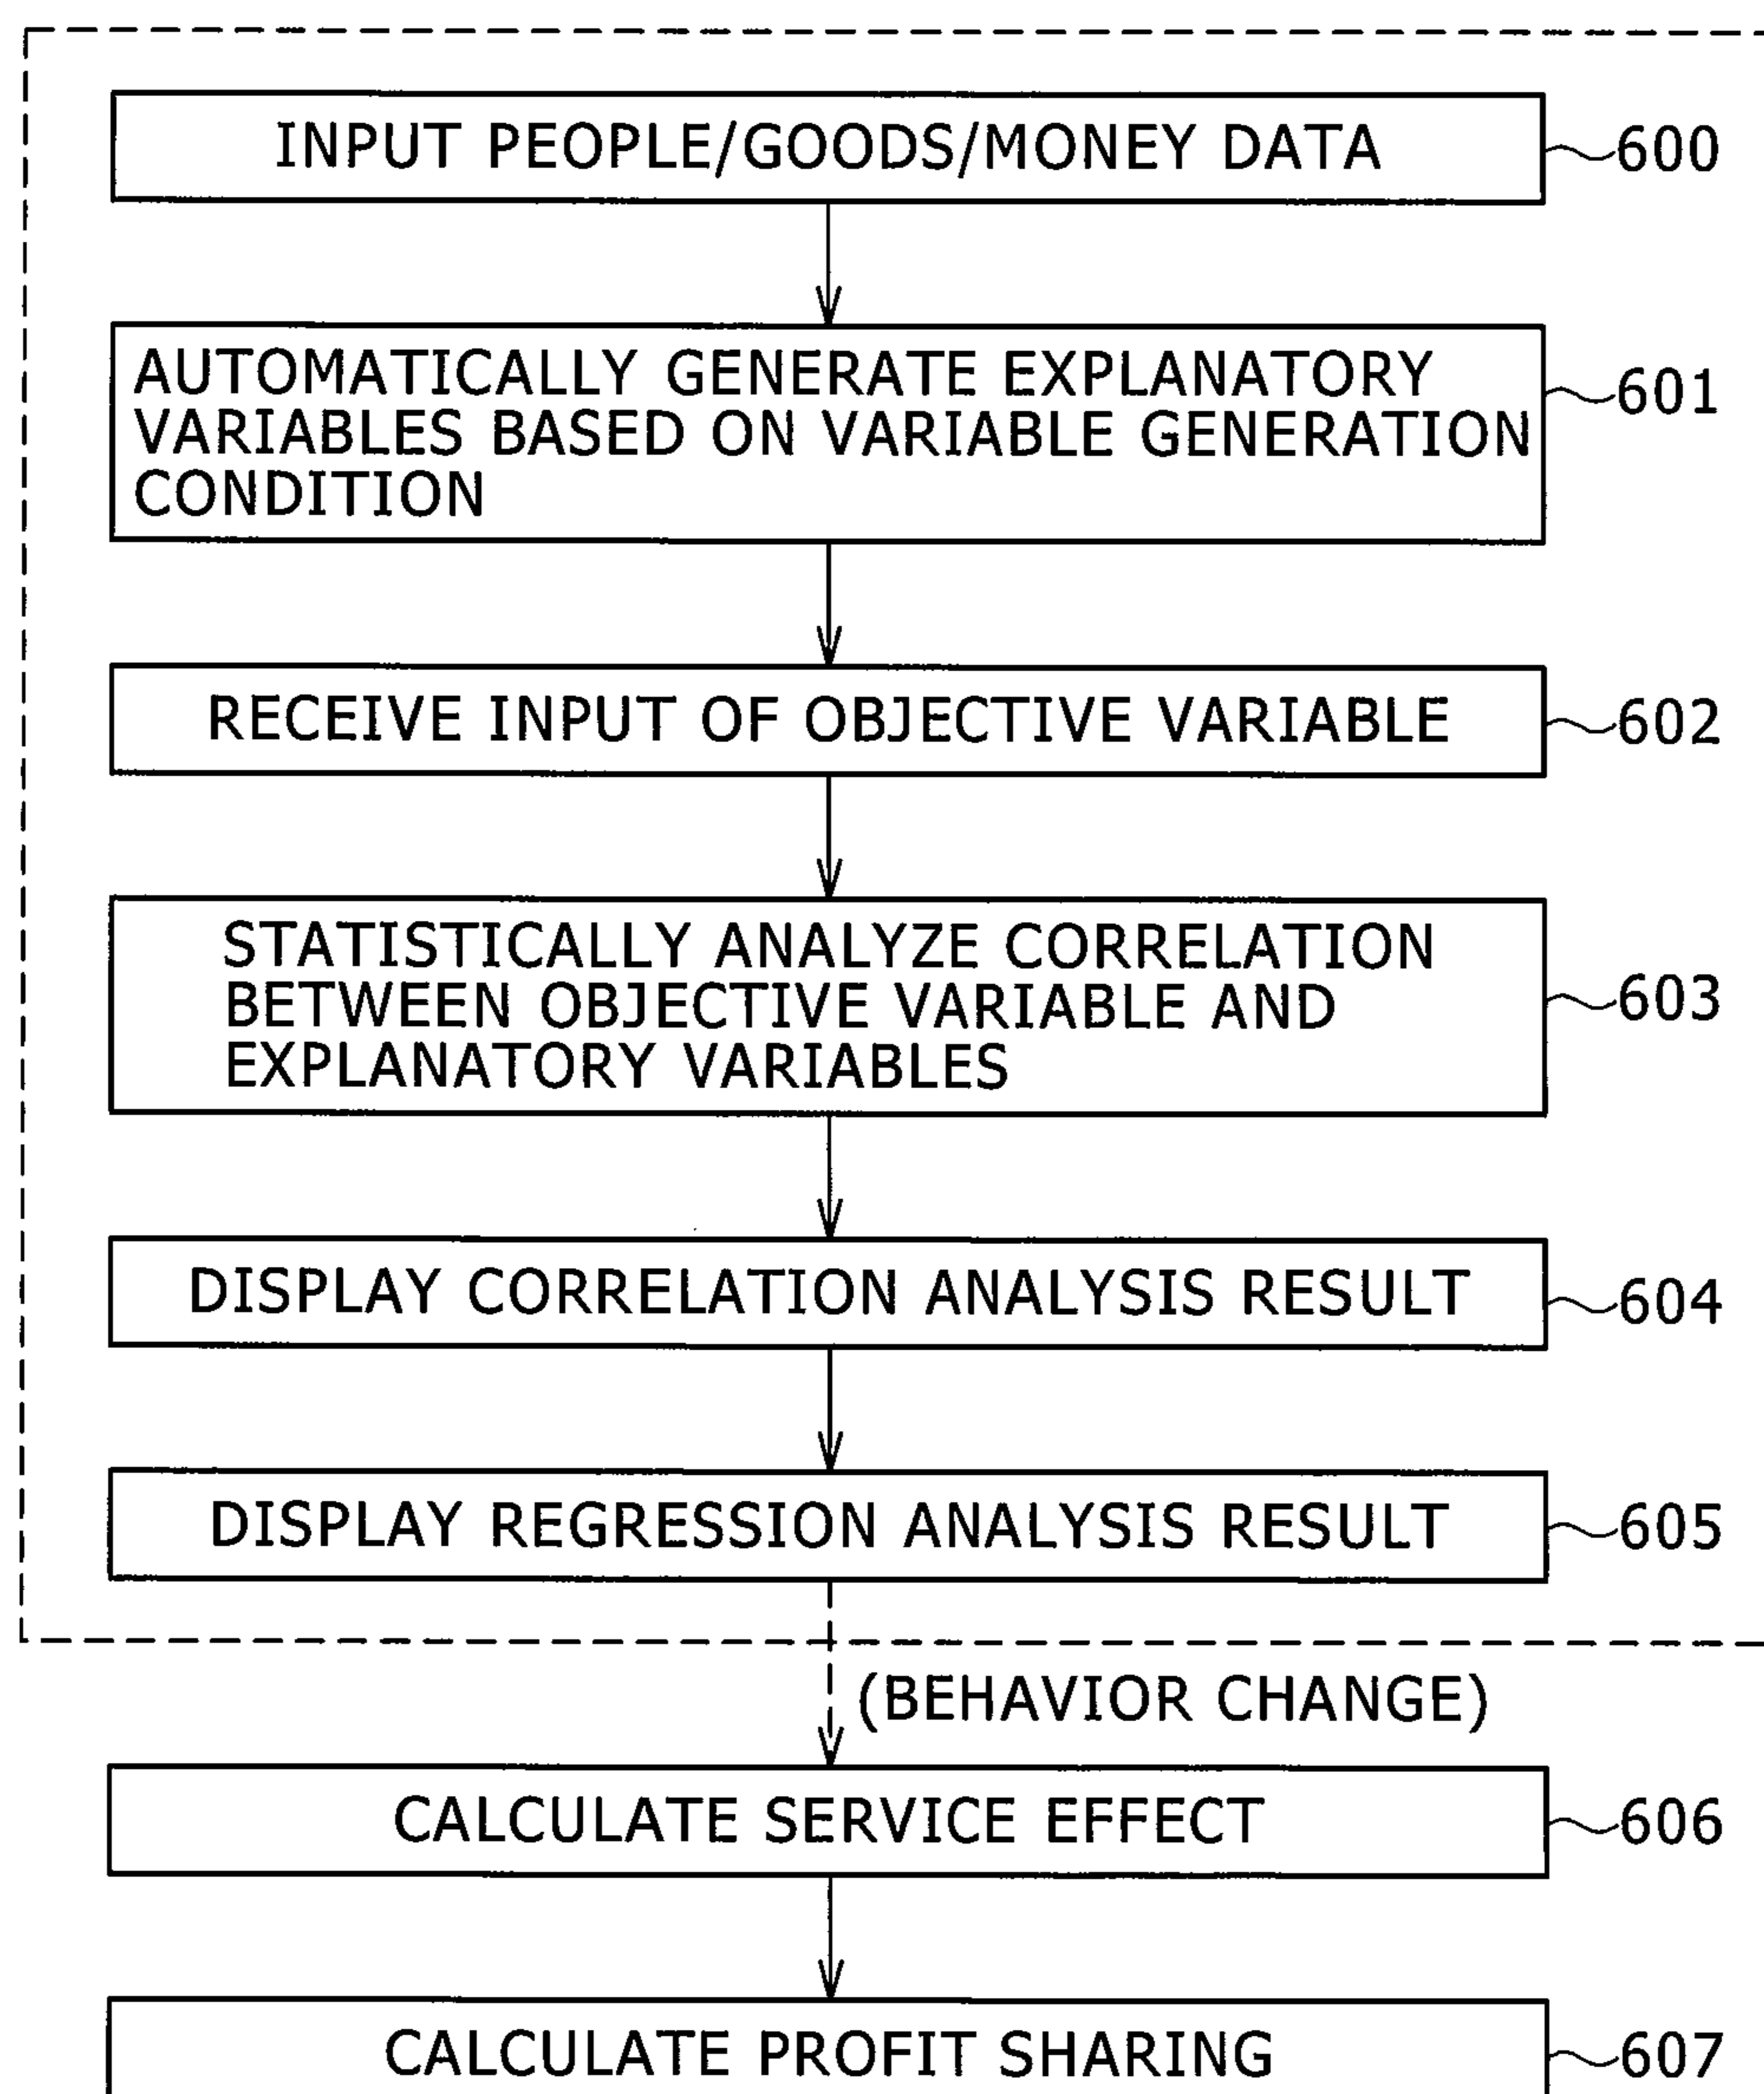 INPUT PEOPLE/GOODS/MONEY DATA
600
AUTOMATICALLY GENERATE EXPLANATORY
VARIABLES BASED ON VARIABLE GENERATION
CONDITION
601
RECEIVE INPUT OF OBJECTIVE VARIABLE
602
STATISTICALLY ANALYZE CORRELATION
BETWEEN OBJECTIVE VARIABLE AND
EXPLANATORY VARIABLES
603
DISPLAY CORRELATION ANALYSIS RESULT
604
DISPLAY REGRESSION ANALYSIS RESULT
605
(BEHAVIOR CHANGE)
CALCULATE SERVICE EFFECT
606
CALCULATE PROFIT SHARING
607